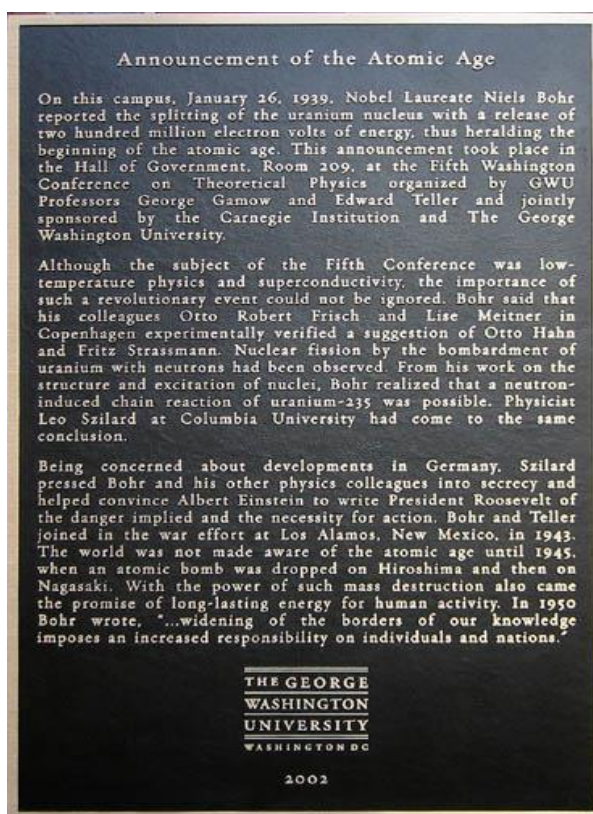 Announcement of the Atomic Age
On this campus, January 26, 1939, Nobel Laureate Niels Bohr
reported the splitting of the uranium nucleus with a release of
two hundred million electron volts of energy, thus heralding the
beginning of the atomic age. This announcement took place in
the Hall of Government, Room 209, at the Fifth Washington
Conference on Theoretical Physics organized by GWU
Professors George Gamow and Edward Teller and jointly
sponsored by the Carnegie Institution and The George
Washington University.
Although the subject of the Fifth Conference was low-
temperature physics and superconductivity, the importance of
such a revolutionary event could not be ignored. Bohr said that
his colleagues Otto Robert Frisch and Lise Meitner in
Copenhagen experimentally verified a suggestion of Otto Hahn
and Fritz Strassmann. Nuclear fission by the bombardment of
uranium with neutrons had been observed. From his work on the
structure and excitation of nuclei, Bohr realized that a neutron-
induced chain reaction of uranium-235 was possible. Physicist
Leo Szilard at Columbia University had come to the same
conclusion.
Being concerned about developments in Germany, Szilard
pressed Bohr and his other physics colleagues into secrecy and
helped convince Albert Einstein to write President Roosevelt of
the danger implied and the necessity for action. Bohr and Teller
joined in the war effort at Los Alamos, New Mexico, in 1943.
The world was not made aware of the atomic age until 1945,
when an atomic bomb was dropped on Hiroshima and then on
Nagasaki. With the power of such mass destruction also came
the promise of long-lasting energy for human activity. In 1950
Bohr wrote, "...widening of the borders of our knowledge
imposes an increased responsibility on individuals and nations."
THE GEORGE
WASHINGTON
UNIVERSITY
WASHINGTON DC
2002